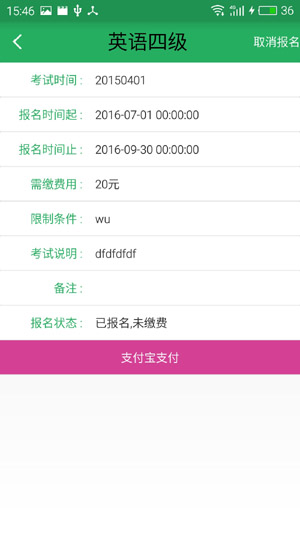 15:46
4G
36
英语四级
取消报名
考试时间： 20150401
报名时间起： 2016-07-01 00:00:00
报名时间止： 2016-09-30 00:00:00
需缴费用： 20元
限制条件： wu
考试说明： dfdfdfdf
备注：
报名状态： 已报名,未缴费
支付宝支付